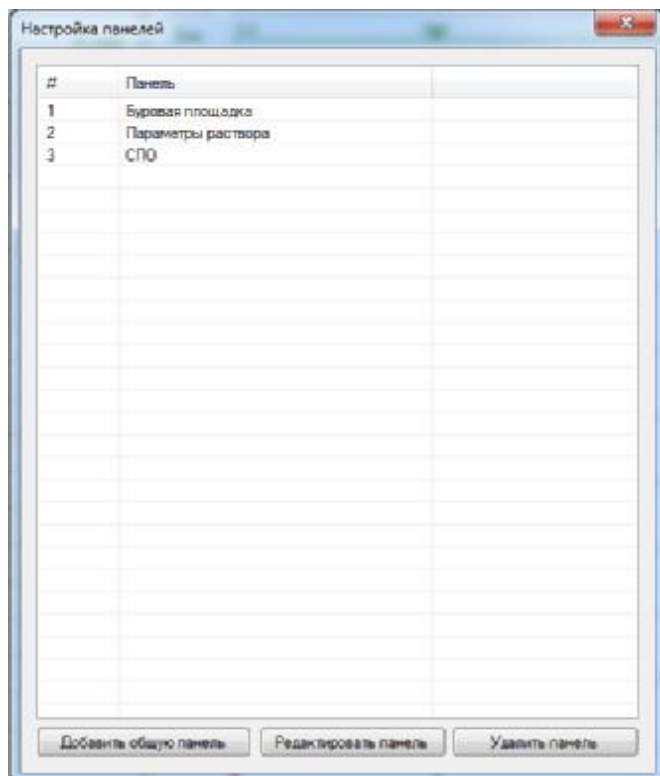 Настройка панелей
# Панель
1 Буровая площадка
2 Параметры раствора
3 СПО
Добавить общую панель Редактировать панель Удалить панель